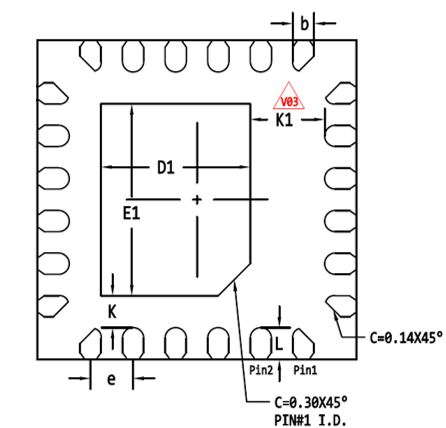 b
V03
K1
D1
E1
K
L
C=0.14X45°
e
Pin2
Pin1
C=0.30X45°
PIN#1 I.D.